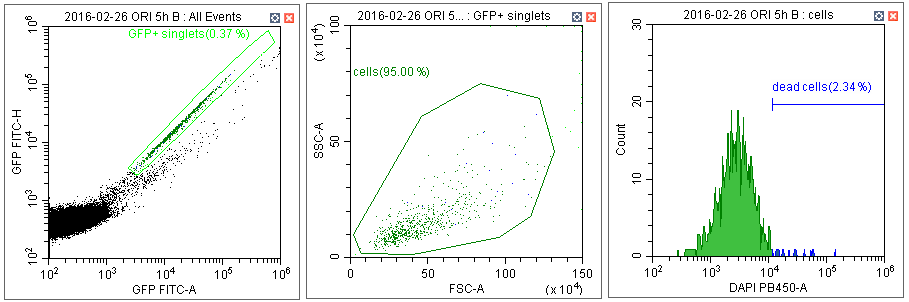 2016-02-26 ORI 5h B : All Events
GFP+ singlets(0.37 %)
GFP FITC-H
10^6
10^5
10^4
10^3
10^2
10^2 10^3 10^4 10^5 10^6
GFP FITC-A
2016-02-26 ORI 5... : GFP+ singlets
cells(95.00 %)
SSC-A
(x 10^4)
100
50
0
0 50 100 150
FSC-A
(x 10^4)
2016-02-26 ORI 5h B : cells
dead cells(2.34 %)
Count
30
20
10
0
10^2 10^3 10^4 10^5 10^6
DAPI PB450-A